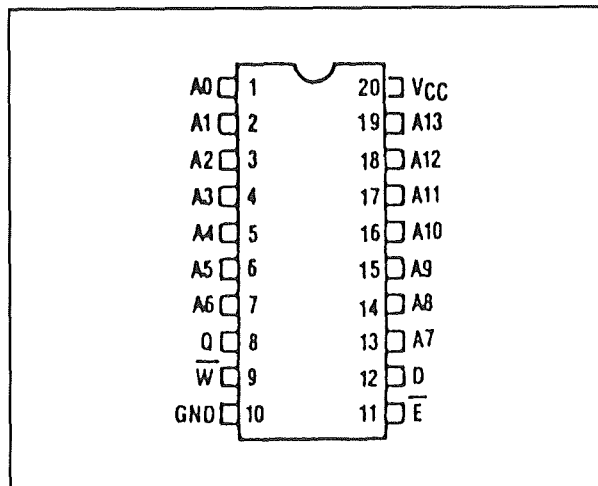 A0 1 20 VCC
A1 2 19 A13
A2 3 18 A12
A3 4 17 A11
A4 5 16 A10
A5 6 15 A9
A6 7 14 A8
Q 8 13 A7
W̅ 9 12 D
GND 10 11 E̅